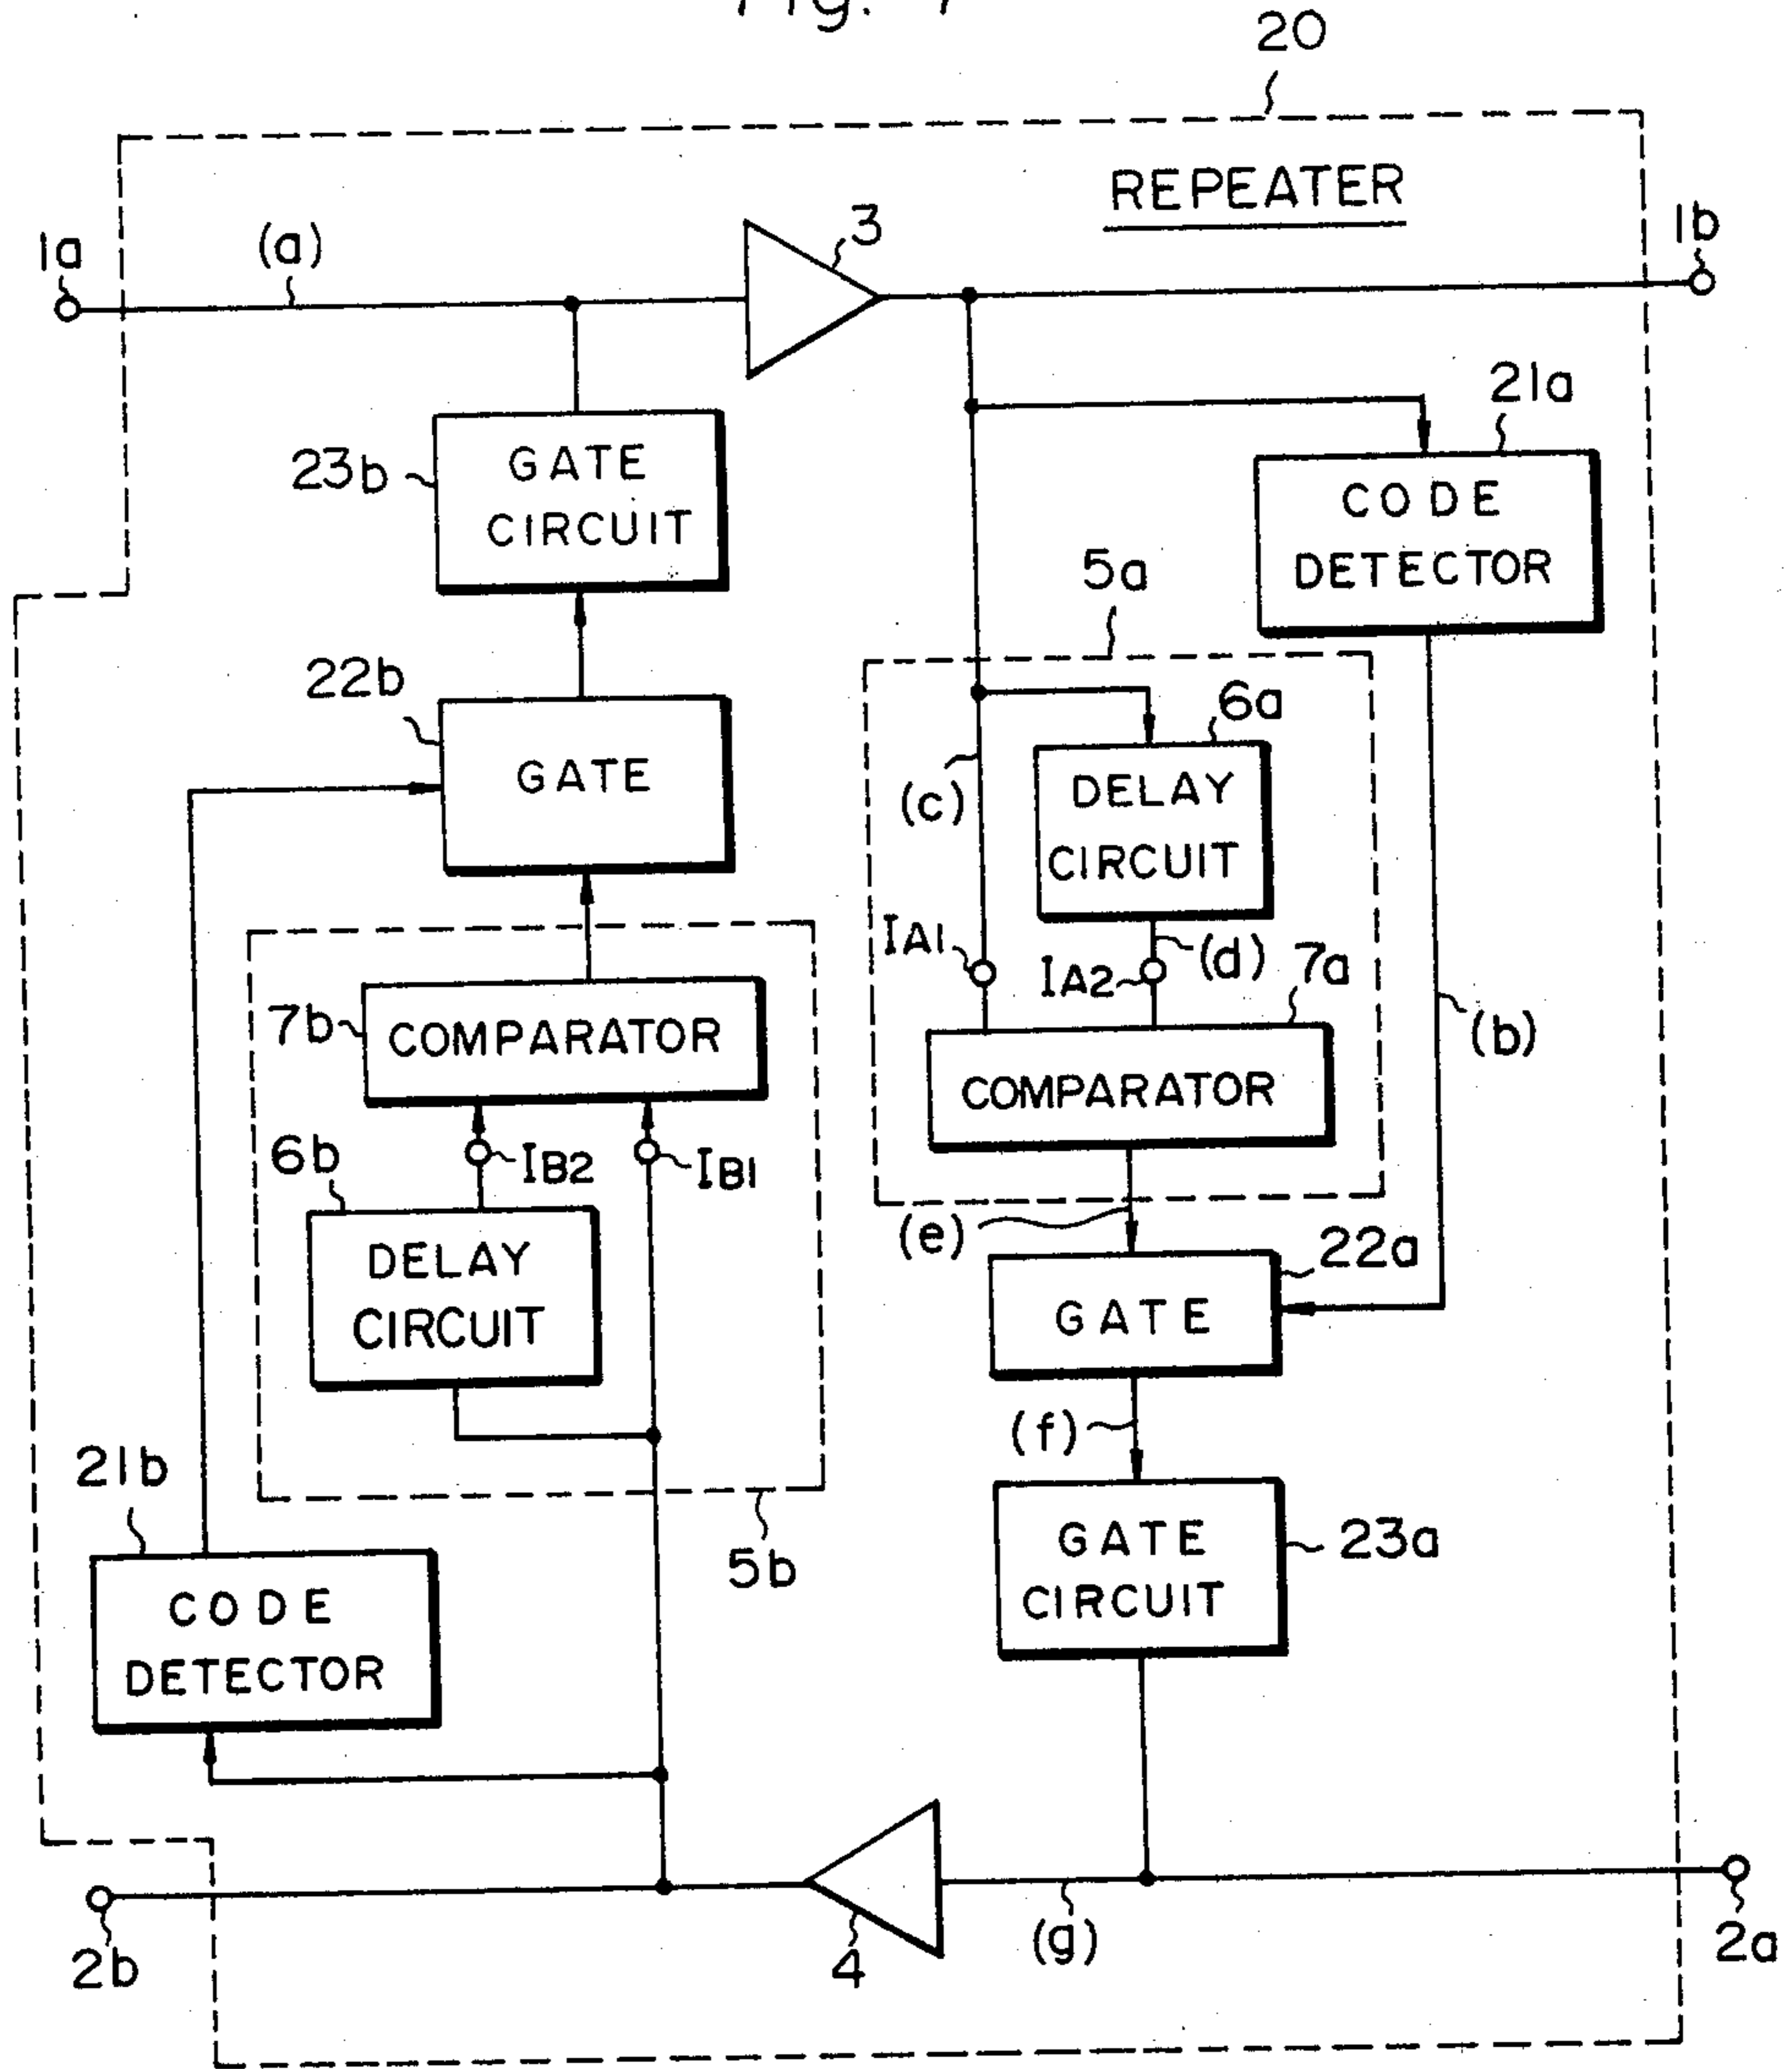 Fig. 7
20
REPEATER
1a
(a)
3
1b
21a
23b
GATE
CIRCUIT
CODE
DETECTOR
5a
22b
6a
GATE
(c)
DELAY
CIRCUIT
IA1
IA2
(d)
7a
7b
COMPARATOR
(b)
COMPARATOR
6b
IB2
IB1
(e)
22a
DELAY
CIRCUIT
GATE
(f)
21b
5b
GATE
CIRCUIT
23a
CODE
DETECTOR
2b
4
(g)
2a